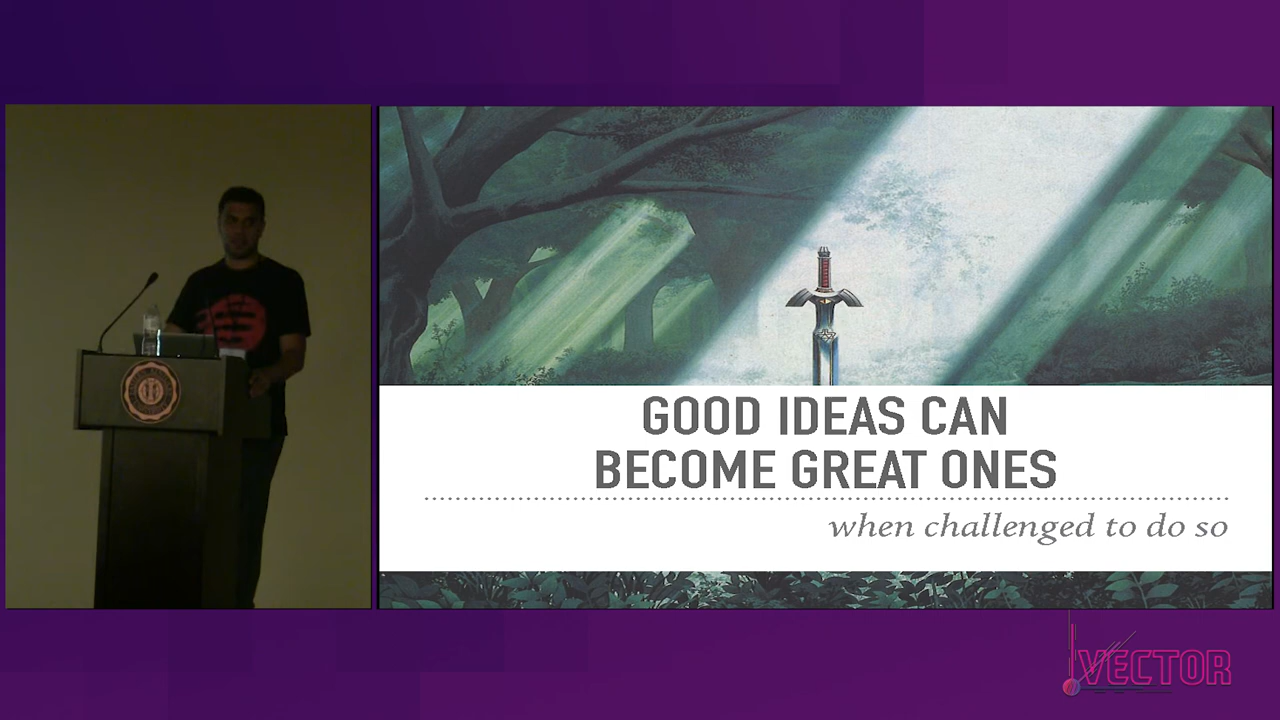 GOOD IDEAS CAN
BECOME GREAT ONES
when challenged to do so
VECTOR